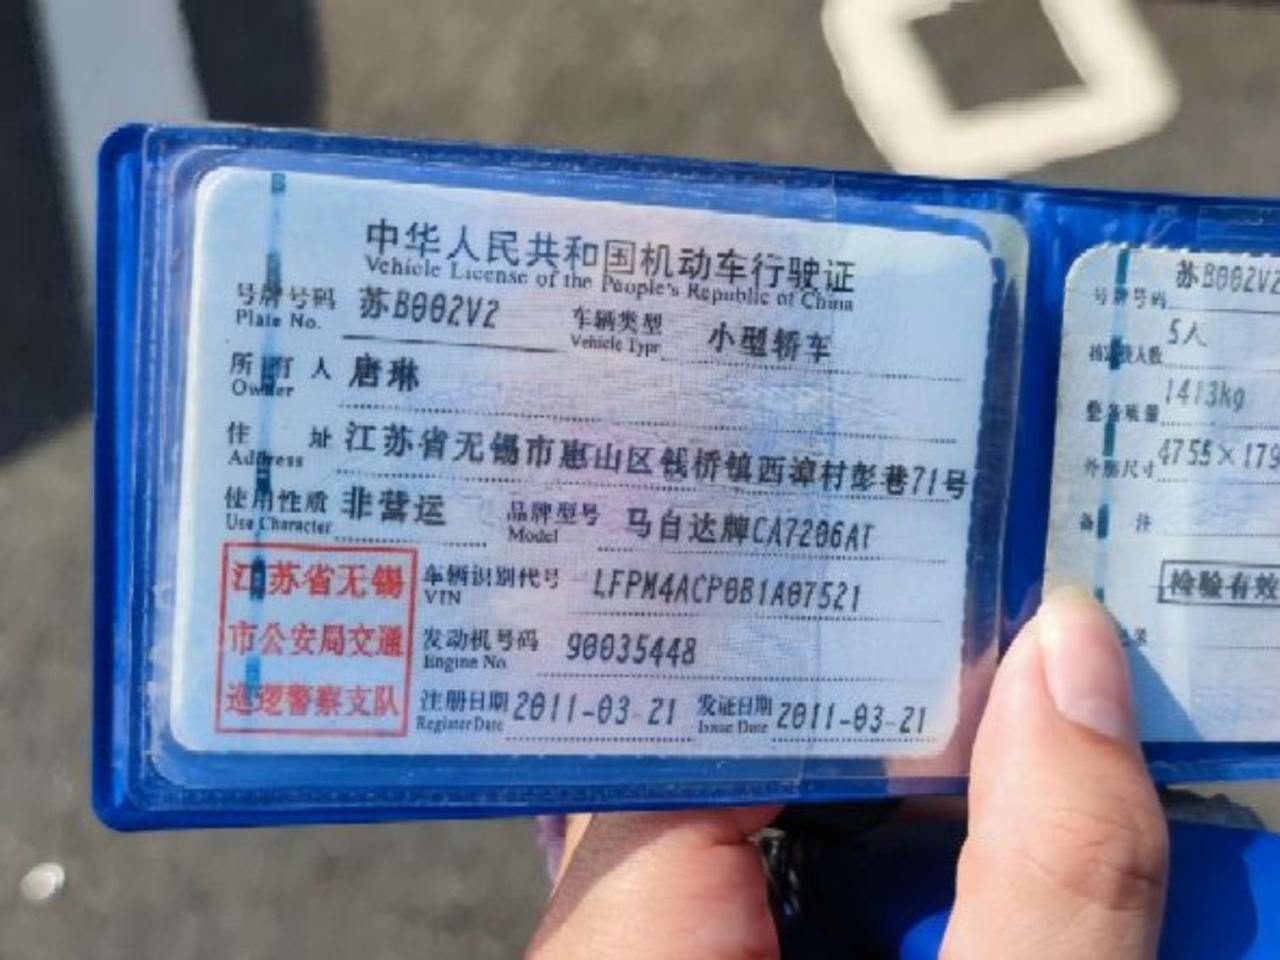 中华人民共和国机动车行驶证
Vehicle License of the People's Republic of China
号牌号码 苏B002V2 车辆类型 小型轿车
Plate No. Vehicle Type
所有人 唐琳
Owner
住址 江苏省无锡市惠山区钱桥镇西漳村彭巷71号
Address
使用性质 非营运 品牌型号 马自达牌CA7206AT
Use Character Model
江苏省无锡
市公安局交通
巡逻警察支队
车辆识别代号 LFPM4ACP0B1A07521
VIN
发动机号码 90035448
Engine No.
注册日期 2011-03-21 发证日期 2011-03-21
Register Date Issue Date
号牌号码 苏B002V2
5人
整备质量 1413kg
外廓尺寸 4755×179
备注
检验有效